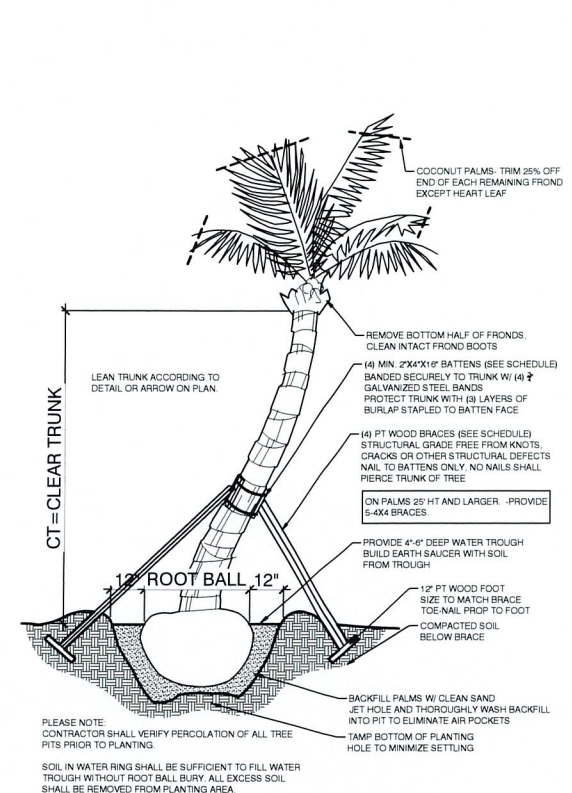 COCONUT PALMS- TRIM 25% OFF
END OF EACH REMAINING FROND
EXCEPT HEART LEAF
REMOVE BOTTOM HALF OF FRONDS.
CLEAN INTACT FROND BOOTS
LEAN TRUNK ACCORDING TO
DETAIL OR ARROW ON PLAN.
(4) MIN. 2"X4"X16" BATTENS (SEE SCHEDULE)
BANDED SECURELY TO TRUNK W/ (4)
GALVANIZED STEEL BANDS
PROTECT TRUNK WITH (3) LAYERS OF
BURLAP STAPLED TO BATTEN FACE
CT = CLEAR TRUNK
(4) PT WOOD BRACES (SEE SCHEDULE)
STRUCTURAL GRADE FREE FROM KNOTS,
CRACKS OR OTHER STRUCTURAL DEFECTS
NAIL TO BATTENS ONLY. NO NAILS SHALL
PIERCE TRUNK OF TREE
ON PALMS 25' HT AND LARGER. -PROVIDE
5-4X4 BRACES.
PROVIDE 4"-6" DEEP WATER TROUGH
BUILD EARTH SAUCER WITH SOIL
FROM TROUGH
12" ROOT BALL 12"
12" PT WOOD FOOT
SIZE TO MATCH BRACE
TOE-NAIL PROP TO FOOT
COMPACTED SOIL
BELOW BRACE
BACKFILL PALMS W/ CLEAN SAND
JET HOLE AND THOROUGHLY WASH BACKFILL
INTO PIT TO ELIMINATE AIR POCKETS
TAMP BOTTOM OF PLANTING
HOLE TO MINIMIZE SETTLING
PLEASE NOTE:
CONTRACTOR SHALL VERIFY PERCOLATION OF ALL TREE
PITS PRIOR TO PLANTING.
SOIL IN WATER RING SHALL BE SUFFICIENT TO FILL WATER
TROUGH WITHOUT ROOT BALL BURY. ALL EXCESS SOIL
SHALL BE REMOVED FROM PLANTING AREA.